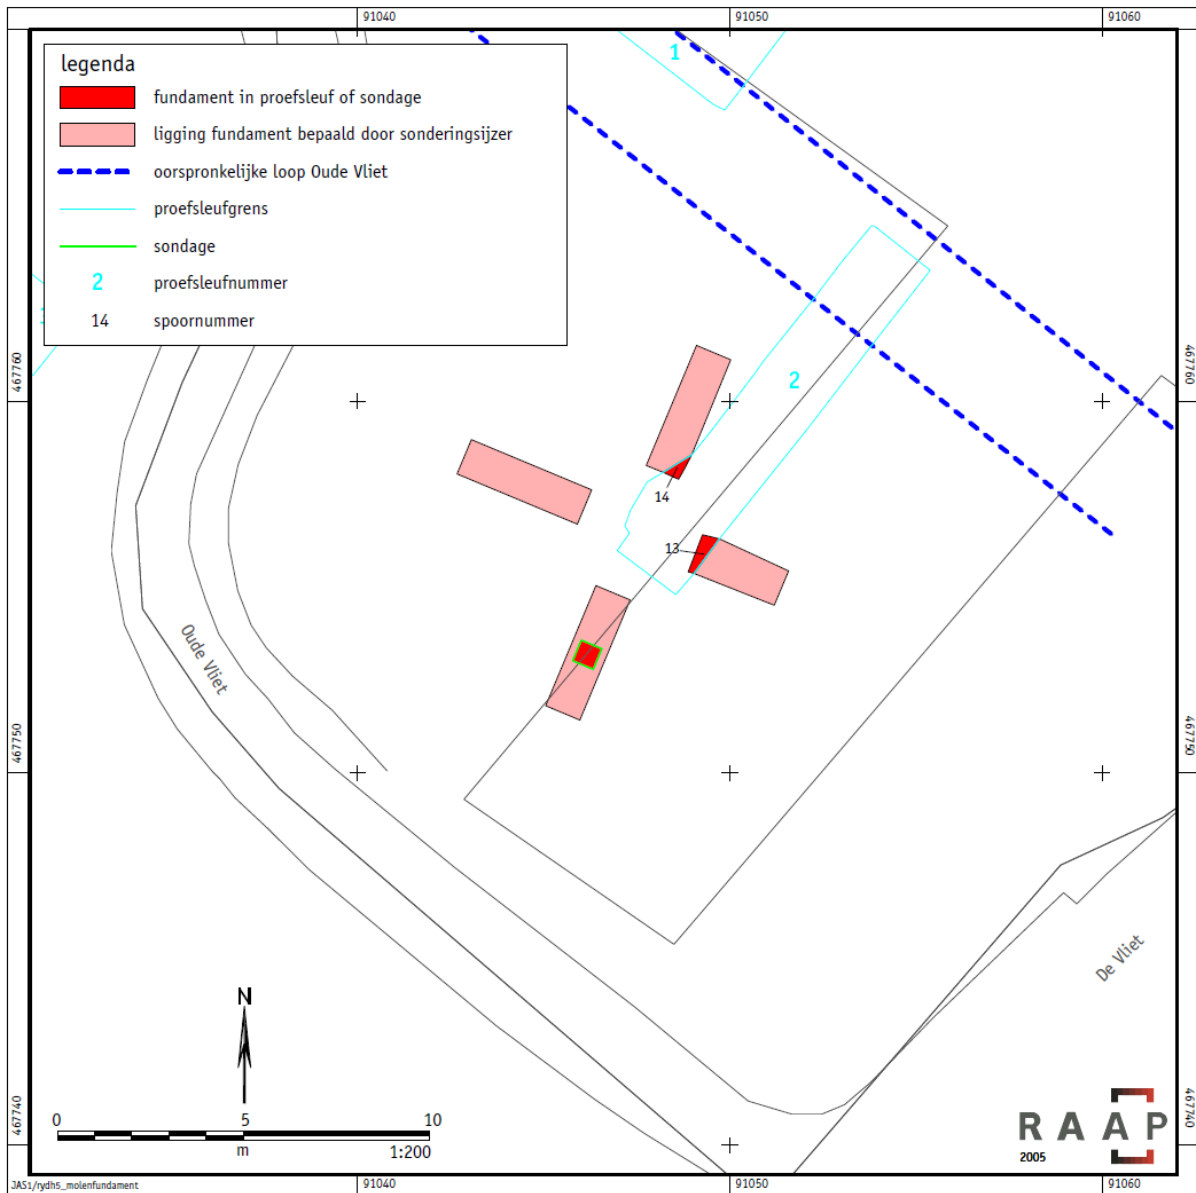 91040
91050
91060
legenda
fundament in proefsleuf of sondage
ligging fundament bepaald door sonderingsijzer
oorspronkelijke loop Oude Vliet
proefsleufgrens
sondage
2 proefsleufnummer
14 spoornummer
1
2
467760
467760
14
13
Oude Vliet
467750
467750
De Vliet
N
0 5 10
m 1:200
467740
467740
RAAP
2005
JAS1/rydh5_molenfundament
91040
91050
91060